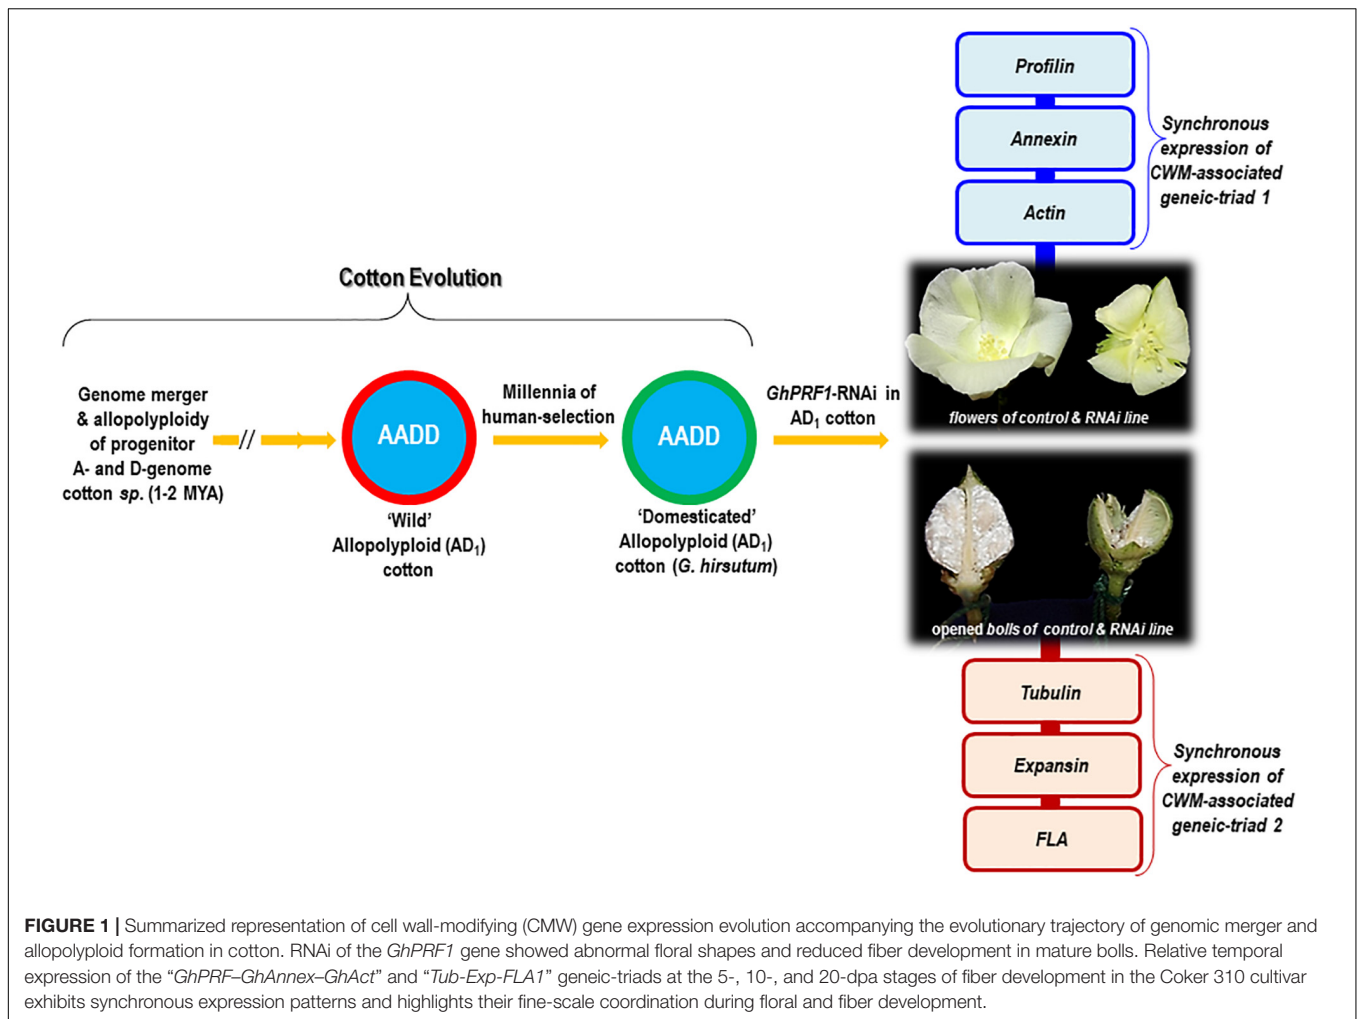 Profilin
Annexin
Actin
Synchronous
expression of
CWM-associated
geneic-triad 1
Cotton Evolution
Genome merger
& allopolyploidy
of progenitor
A- and D-genome
cotton sp. (1-2 MYA)
//
AADD
'Wild'
Allopolyploid (AD1)
cotton
Millennia of
human-selection
AADD
'Domesticated'
Allopolyploid (AD1)
cotton (G. hirsutum)
GhPRF1-RNAi in
AD1 cotton
flowers of control & RNAi line
opened bolls of control & RNAi line
Tubulin
Expansin
FLA
Synchronous
expression of
CWM-associated
geneic-triad 2
FIGURE 1 | Summarized representation of cell wall-modifying (CMW) gene expression evolution accompanying the evolutionary trajectory of genomic merger and
allopolyploid formation in cotton. RNAi of the GhPRF1 gene showed abnormal floral shapes and reduced fiber development in mature bolls. Relative temporal
expression of the “GhPRF–GhAnnex–GhAct” and “Tub-Exp-FLA1” geneic-triads at the 5-, 10-, and 20-dpa stages of fiber development in the Coker 310 cultivar
exhibits synchronous expression patterns and highlights their fine-scale coordination during floral and fiber development.